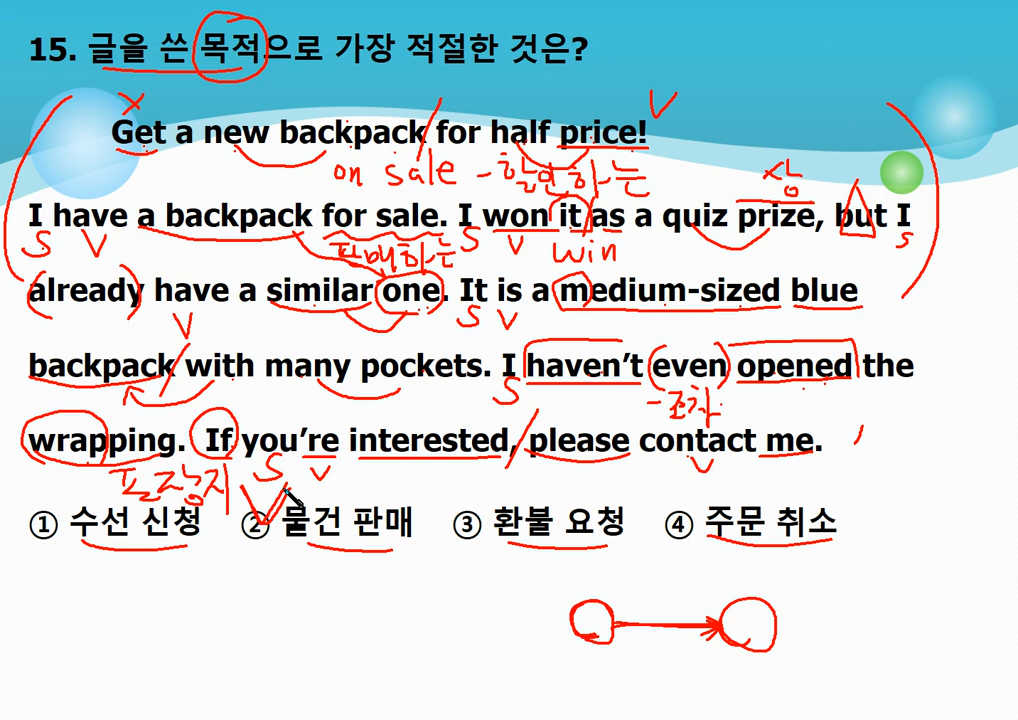 15. 글을 쓴 목적으로 가장 적절한 것은?
Get a new backpack for half price!
on sale -할인하는
상
I have a backpack for sale. I won it as a quiz prize, but I
S V 판매하는 S V win S
already have a similar one. It is a medium-sized blue
V S V
backpack with many pockets. I haven't even opened the
S -조차
wrapping. If you're interested, please contact me.
포장지 S V V
① 수선 신청 ② 물건 판매 ③ 환불 요청 ④ 주문 취소